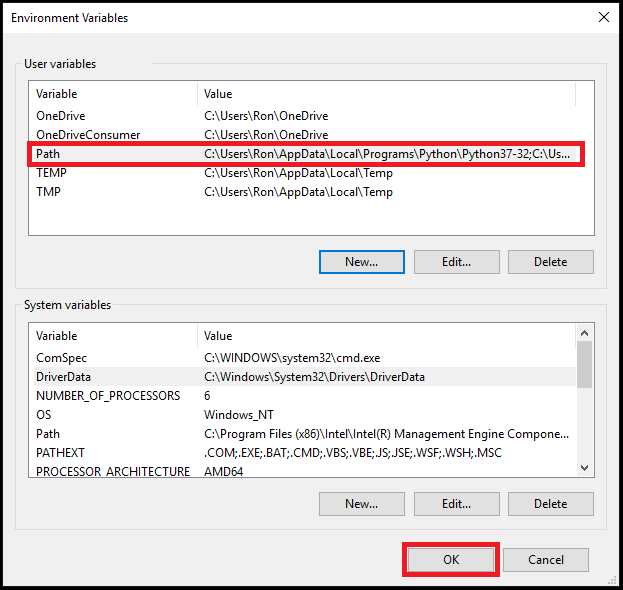 Environment Variables
User variables
Variable Value
OneDrive C:\Users\Ron\OneDrive
OneDriveConsumer C:\Users\Ron\OneDrive
Path C:\Users\Ron\AppData\Local\Programs\Python\Python37-32;C:\Us...
TEMP C:\Users\Ron\AppData\Local\Temp
TMP C:\Users\Ron\AppData\Local\Temp
New... Edit... Delete
System variables
Variable Value
ComSpec C:\WINDOWS\system32\cmd.exe
DriverData C:\Windows\System32\Drivers\DriverData
NUMBER_OF_PROCESSORS 6
OS Windows_NT
Path C:\Program Files (x86)\Intel\Intel(R) Management Engine Compone...
PATHEXT .COM;.EXE;.BAT;.CMD;.VBS;.VBE;.JS;.JSE;.WSF;.WSH;.MSC
PROCESSOR_ARCHITECTURE AMD64
New... Edit... Delete
OK Cancel